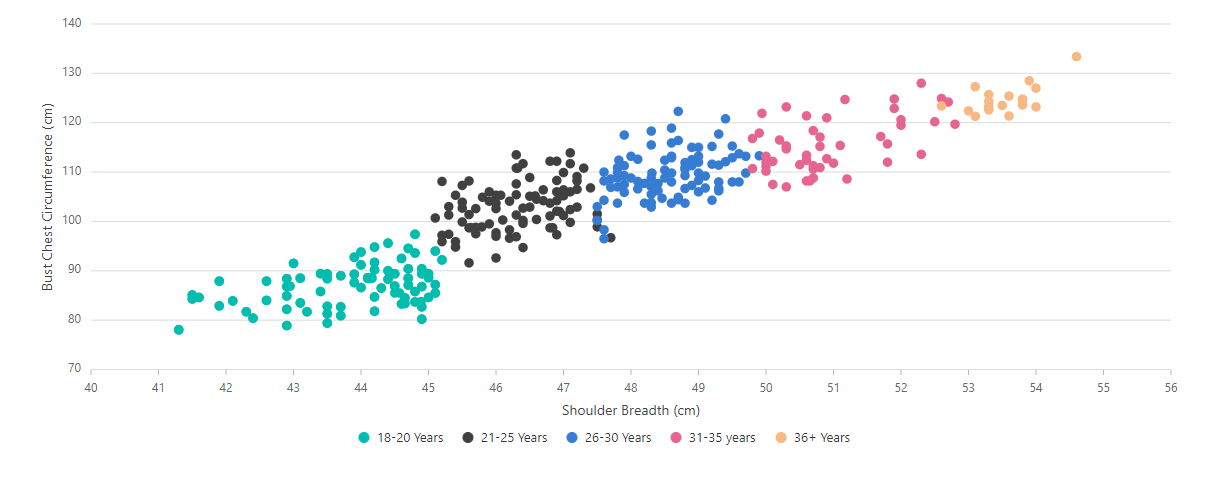 140
130
120
110
100
90
80
70
Bust Chest Circumference (cm)
40 41 42 43 44 45 46 47 48 49 50 51 52 53 54 55 56
Shoulder Breadth (cm)
18-20 Years 21-25 Years 26-30 Years 31-35 years 36+ Years